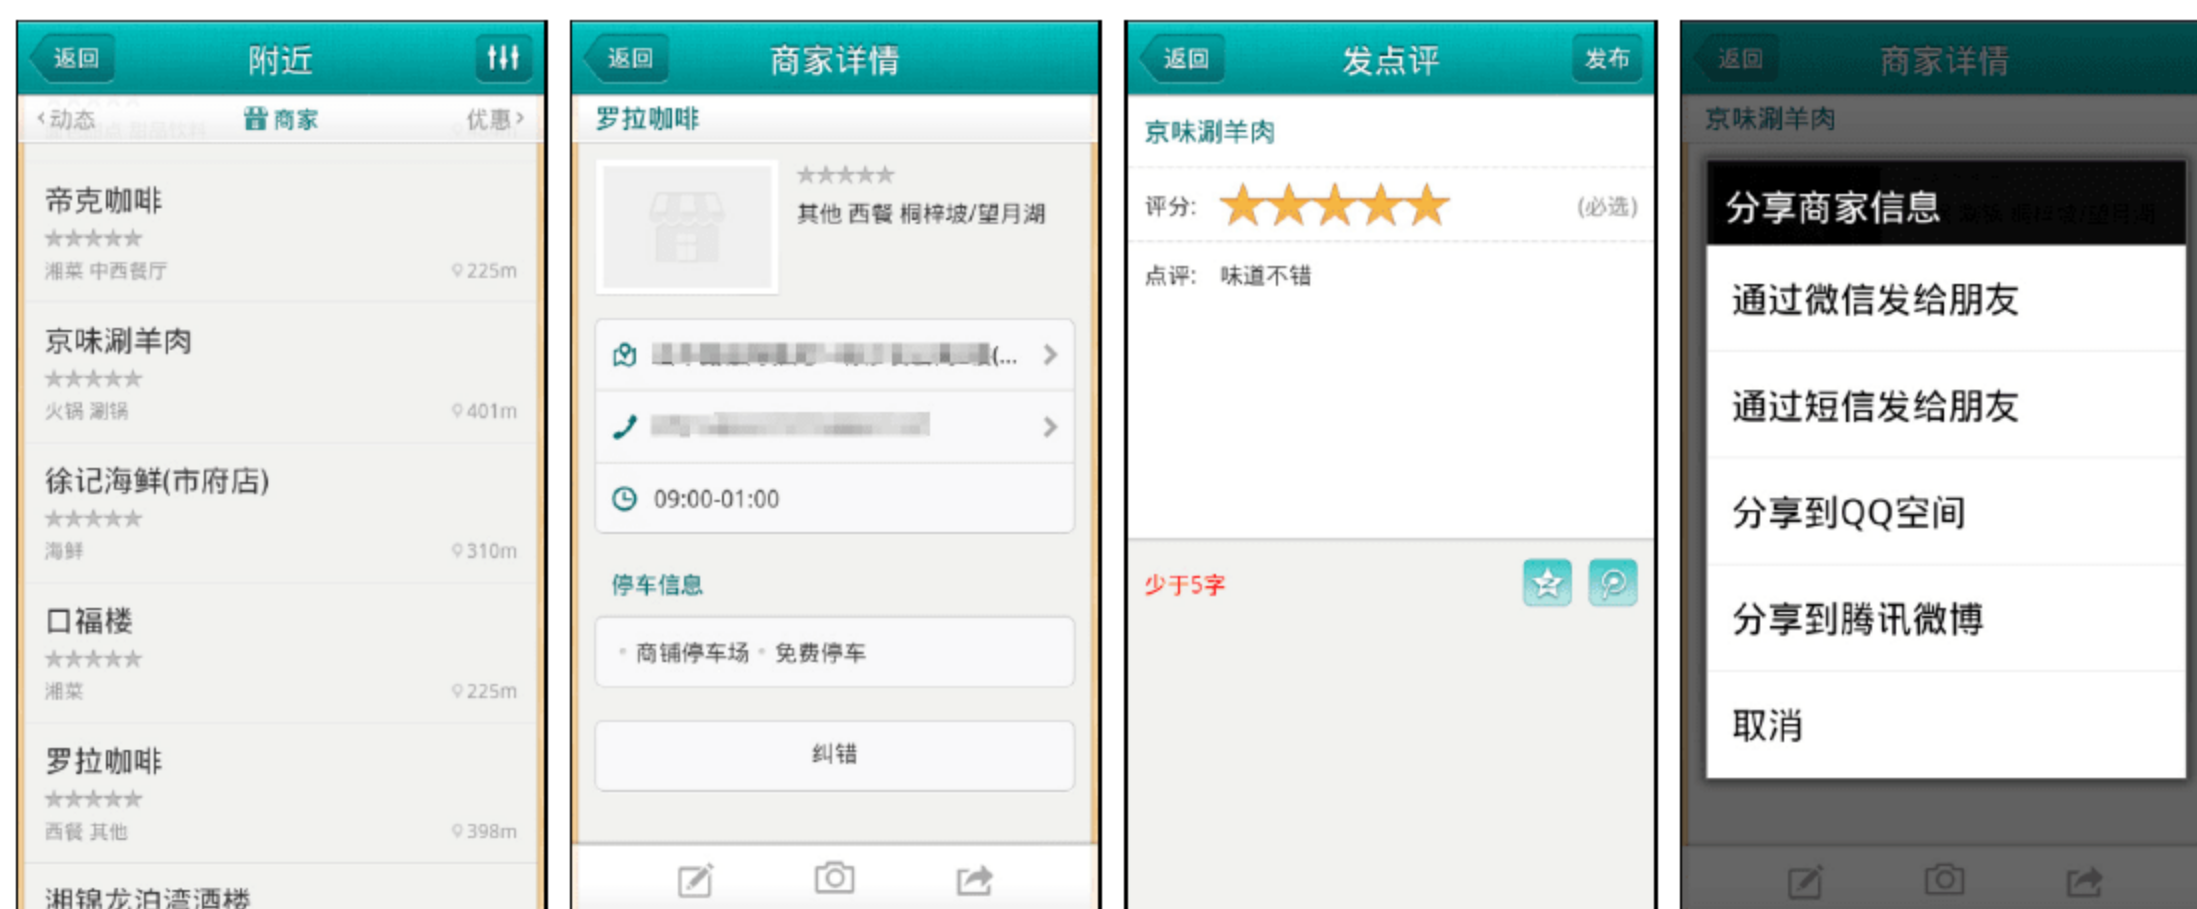 返回
附近
动态
商家
优惠
帝克咖啡
湘菜 中西餐厅
225m
京味涮羊肉
火锅 涮锅
401m
徐记海鲜(市府店)
海鲜
310m
口福楼
湘菜
225m
罗拉咖啡
西餐 其他
398m
湘锦龙泊湾酒楼
返回
商家详情
罗拉咖啡
其他 西餐 桐梓坡/望月湖
(...
09:00-01:00
停车信息
商铺停车场 免费停车
纠错
返回
发点评
发布
京味涮羊肉
评分:
(必选)
点评: 味道不错
少于5字
返回
商家详情
京味涮羊肉
分享商家信息
通过微信发给朋友
通过短信发给朋友
分享到QQ空间
分享到腾讯微博
取消